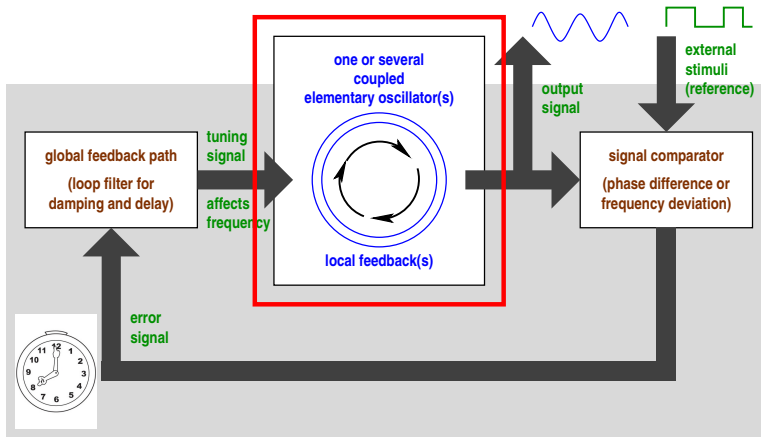 one or several
coupled
elementary oscillator(s)
local feedback(s)
global feedback path
(loop filter for
damping and delay)
tuning
signal
affects
frequency
output
signal
external
stimuli
(reference)
signal comparator
(phase difference or
frequency deviation)
error
signal
12
1
2
3
4
5
6
7
8
9
10
11